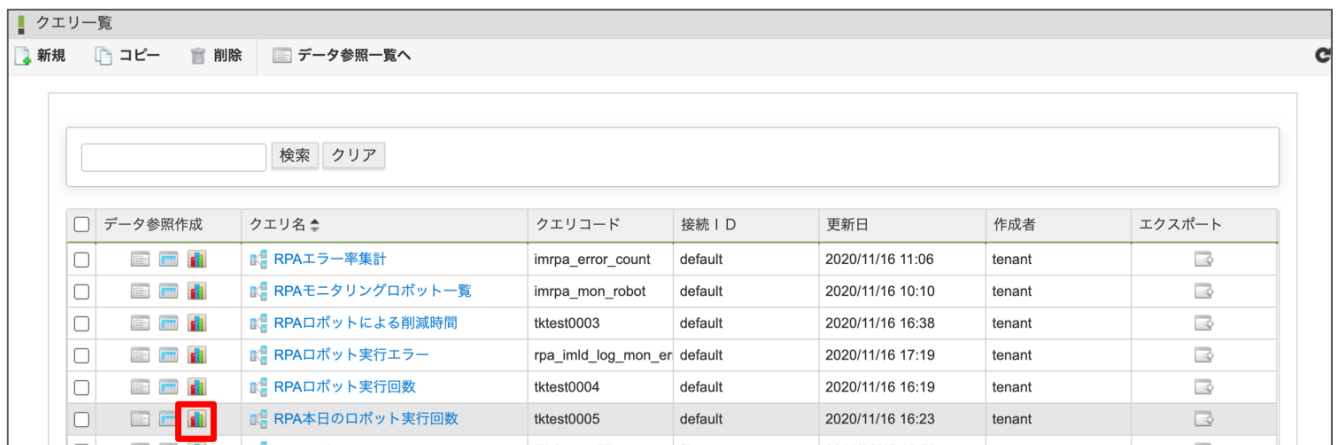 クエリ一覧
新規 コピー 削除 データ参照一覧へ
検索 クリア
データ参照作成 クエリ名 クエリコード 接続ＩＤ 更新日 作成者 エクスポート
RPAエラー率集計 imrpa_error_count default 2020/11/16 11:06 tenant
RPAモニタリングロボット一覧 imrpa_mon_robot default 2020/11/16 10:10 tenant
RPAロボットによる削減時間 tktest0003 default 2020/11/16 16:38 tenant
RPAロボット実行エラー rpa_imld_log_mon_er default 2020/11/16 17:19 tenant
RPAロボット実行回数 tktest0004 default 2020/11/16 16:19 tenant
RPA本日のロボット実行回数 tktest0005 default 2020/11/16 16:23 tenant